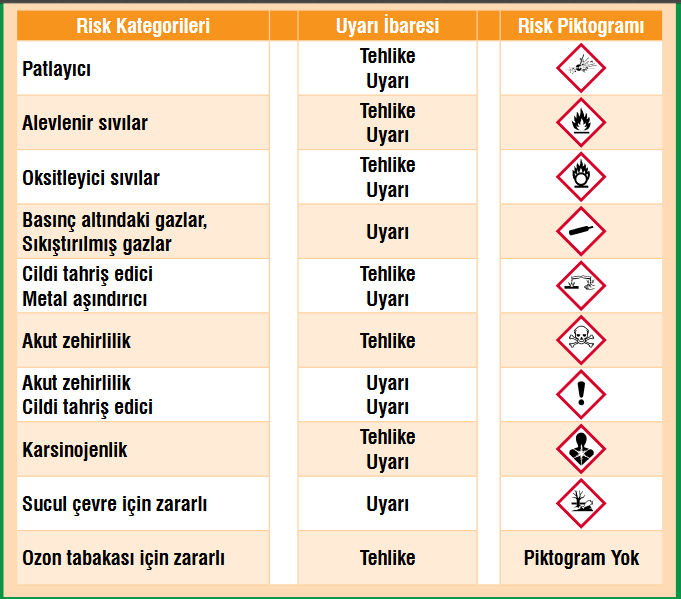 Risk Kategorileri Uyarı İbaresi Risk Piktogramı
Patlayıcı
Tehlike
Uyarı
Alevlenir sıvılar
Tehlike
Uyarı
Oksitleyici sıvılar
Tehlike
Uyarı
Basınç altındaki gazlar,
Sıkıştırılmış gazlar
Uyarı
Cildi tahriş edici
Metal aşındırıcı
Tehlike
Uyarı
Akut zehirlilik
Tehlike
Akut zehirlilik
Cildi tahriş edici
Uyarı
Uyarı
Karsinojenlik
Tehlike
Uyarı
Sucul çevre için zararlı
Uyarı
Ozon tabakası için zararlı
Tehlike
Piktogram Yok